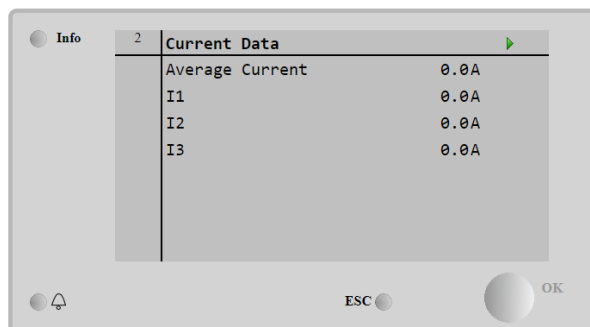 Info
2
Current Data
Average Current 0.0A
I1 0.0A
I2 0.0A
I3 0.0A
ESC
OK